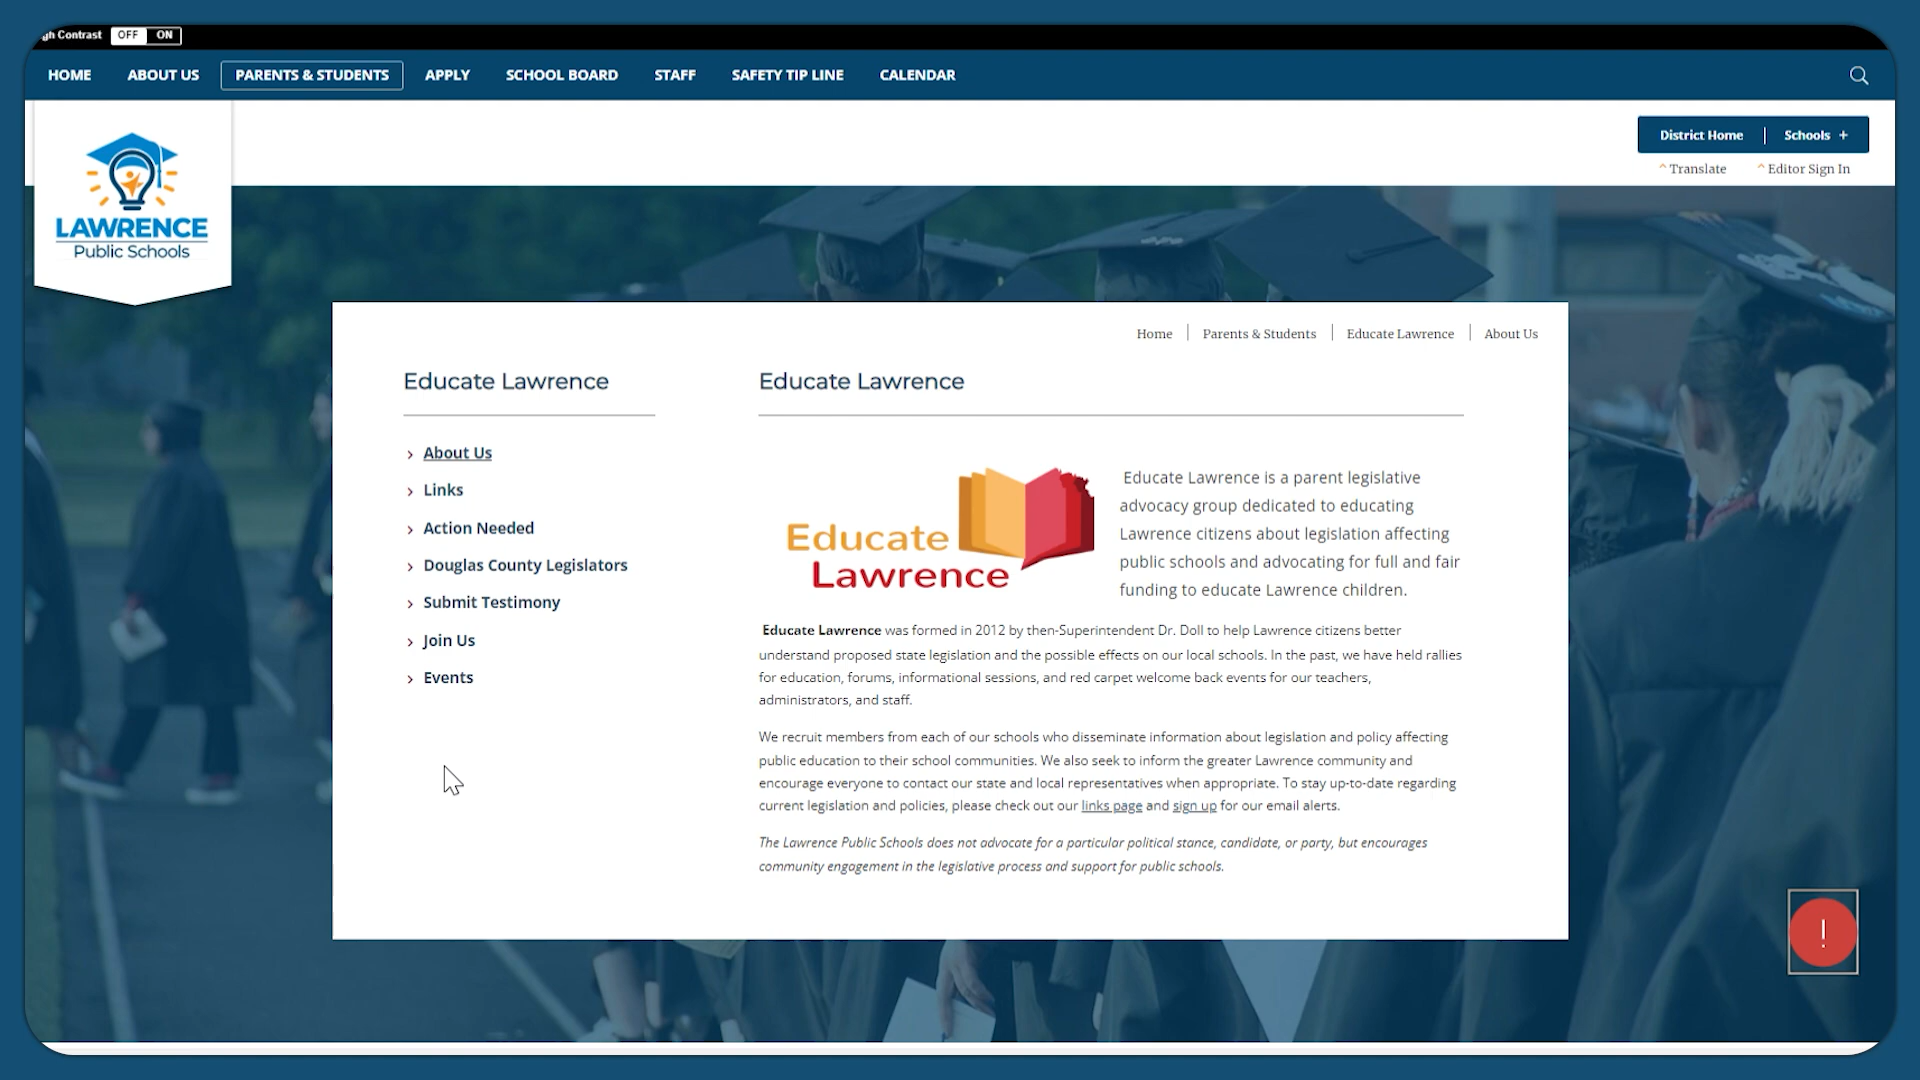 gh Contrast OFF ON
HOME ABOUT US PARENTS & STUDENTS APPLY SCHOOL BOARD STAFF SAFETY TIP LINE CALENDAR
District Home | Schools +
^ Translate ^ Editor Sign In
LAWRENCE
Public Schools
Home | Parents & Students | Educate Lawrence | About Us
Educate Lawrence
› About Us
› Links
› Action Needed
› Douglas County Legislators
› Submit Testimony
› Join Us
› Events
Educate Lawrence
Educate
Lawrence
Educate Lawrence is a parent legislative
advocacy group dedicated to educating
Lawrence citizens about legislation affecting
public schools and advocating for full and fair
funding to educate Lawrence children.
Educate Lawrence was formed in 2012 by then-Superintendent Dr. Doll to help Lawrence citizens better
understand proposed state legislation and the possible effects on our local schools. In the past, we have held rallies
for education, forums, informational sessions, and red carpet welcome back events for our teachers,
administrators, and staff.
We recruit members from each of our schools who disseminate information about legislation and policy affecting
public education to their school communities. We also seek to inform the greater Lawrence community and
encourage everyone to contact our state and local representatives when appropriate. To stay up-to-date regarding
current legislation and policies, please check out our links page and sign up for our email alerts.
The Lawrence Public Schools does not advocate for a particular political stance, candidate, or party, but encourages
community engagement in the legislative process and support for public schools.
!